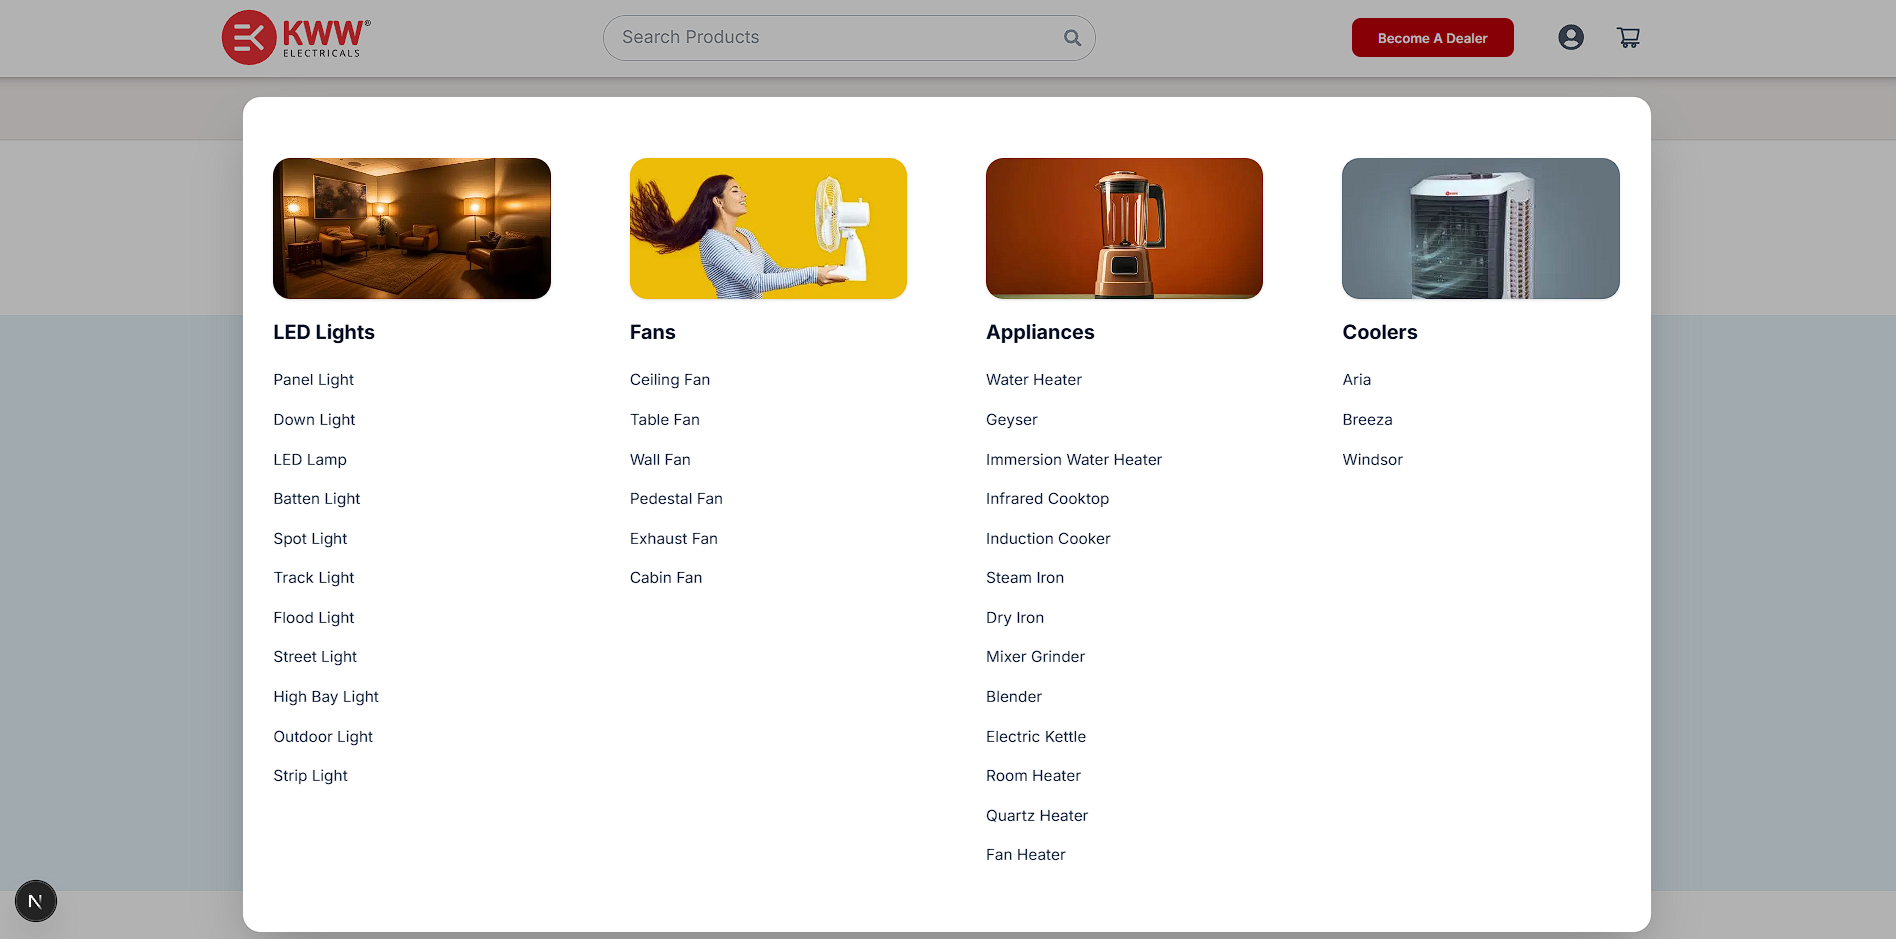 KWW®
ELECTRICALS
Search Products
Become A Dealer
LED Lights
Panel Light
Down Light
LED Lamp
Batten Light
Spot Light
Track Light
Flood Light
Street Light
High Bay Light
Outdoor Light
Strip Light
Fans
Ceiling Fan
Table Fan
Wall Fan
Pedestal Fan
Exhaust Fan
Cabin Fan
Appliances
Water Heater
Geyser
Immersion Water Heater
Infrared Cooktop
Induction Cooker
Steam Iron
Dry Iron
Mixer Grinder
Blender
Electric Kettle
Room Heater
Quartz Heater
Fan Heater
Coolers
Aria
Breeza
Windsor
N